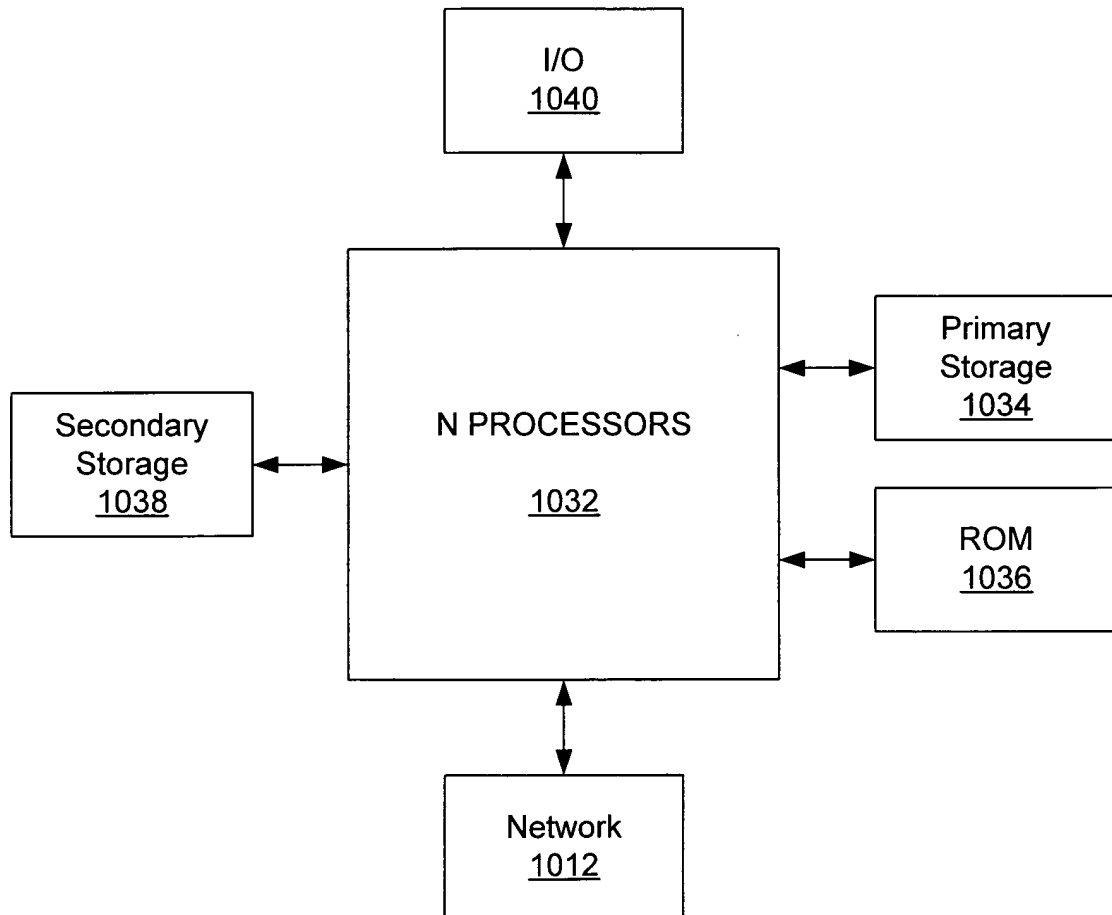 I/O
1040
Primary
Storage
1034
Secondary
Storage
1038
N PROCESSORS
1032
ROM
1036
Network
1012